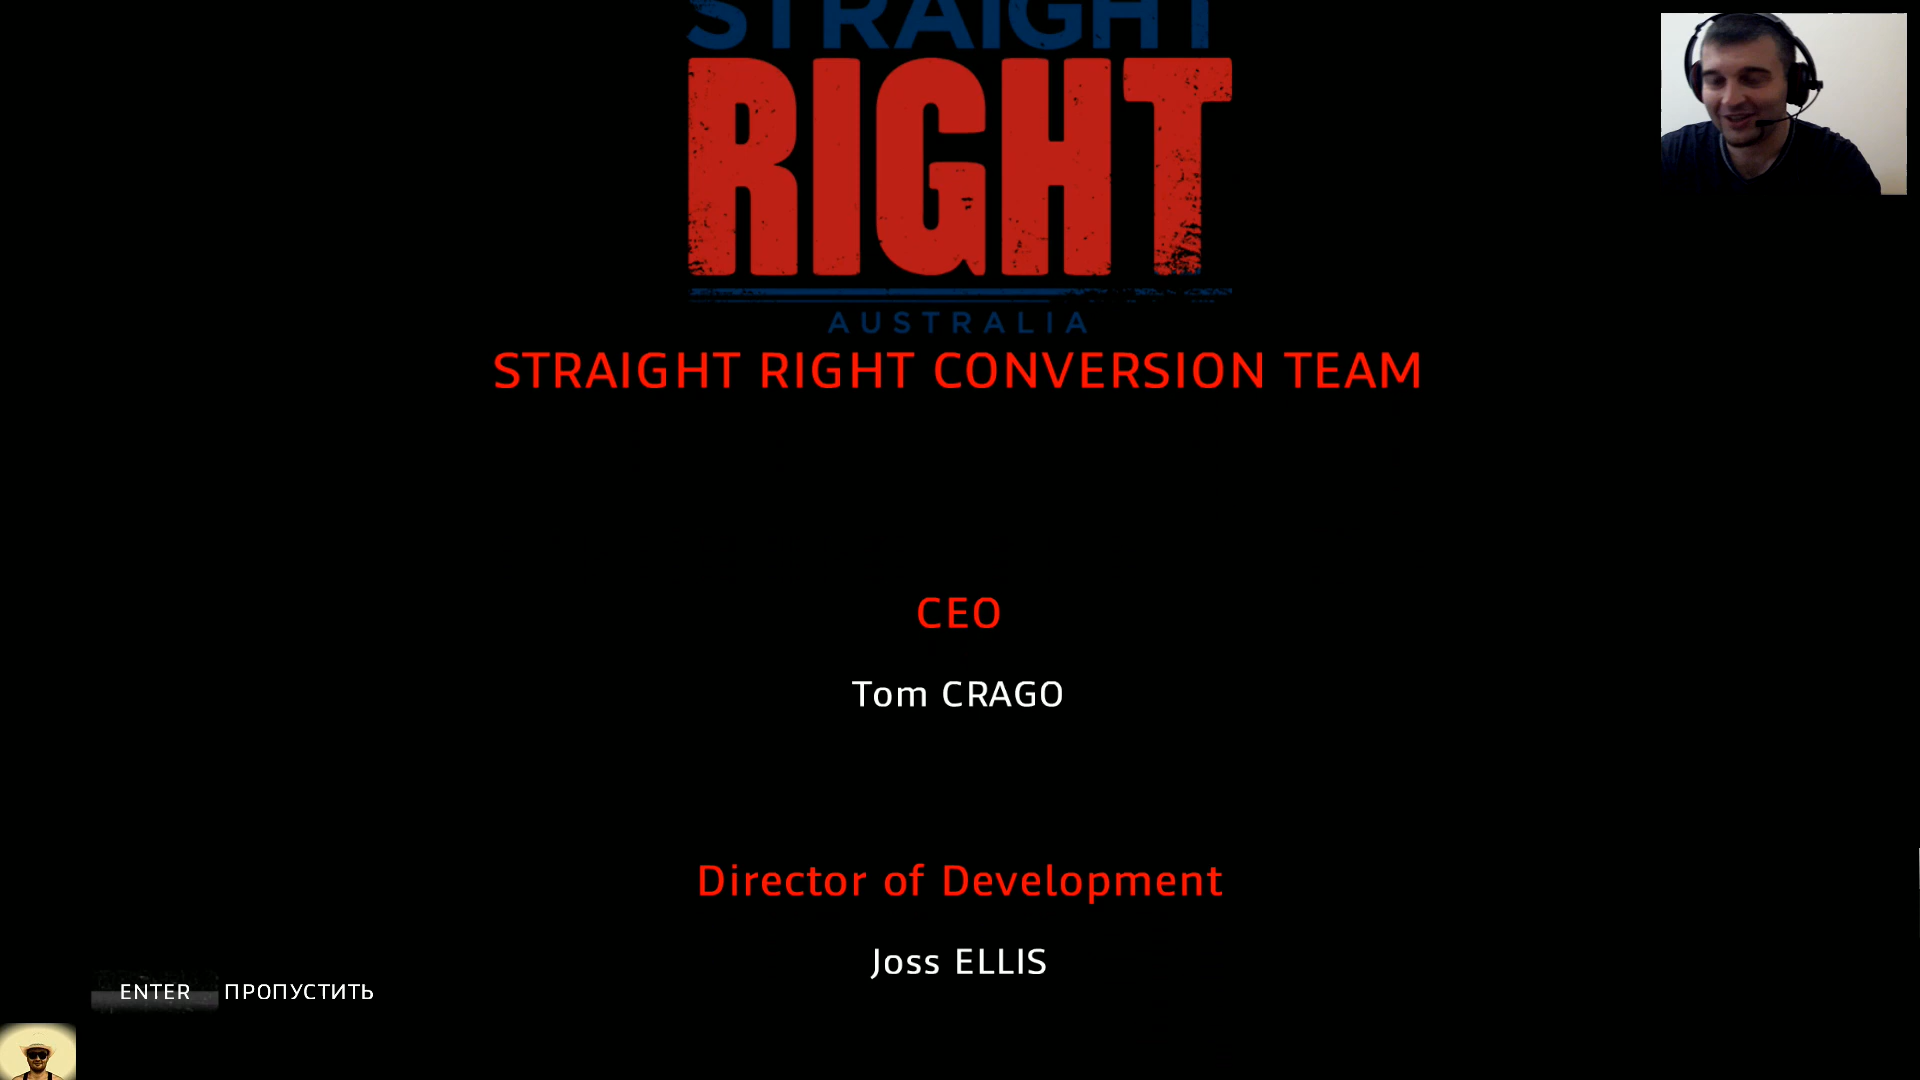 STRAIGHT
RIGHT
AUSTRALIA
STRAIGHT RIGHT CONVERSION TEAM
CEO
Tom CRAGO
Director of Development
Joss ELLIS
ENTER ПРОПУСТИТЬ